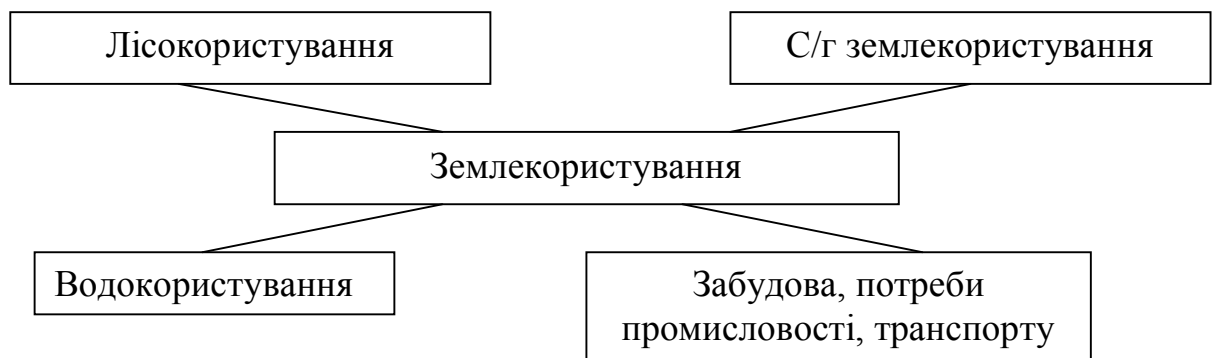 Лісокористування
С/г землекористування
Землекористування
Водокористування
Забудова, потреби
промисловості, транспорту